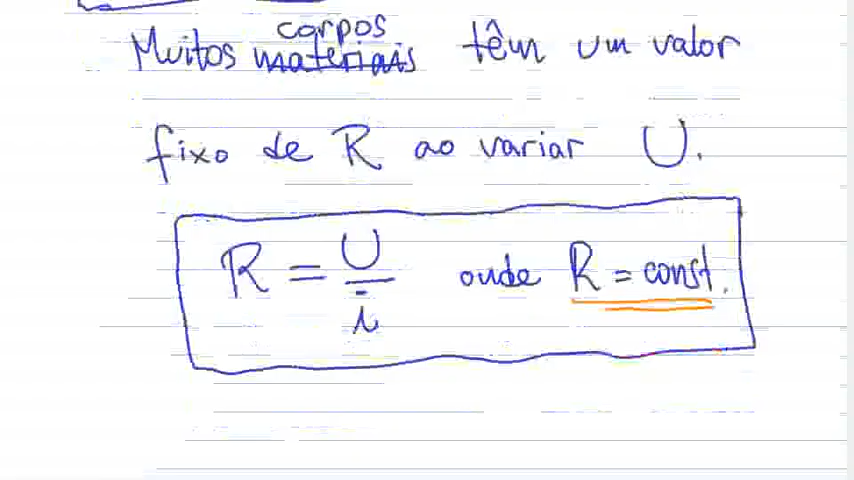 corpos
Muitos materiais têm um valor
fixo de R ao variar U.
R = U/i onde R = const.